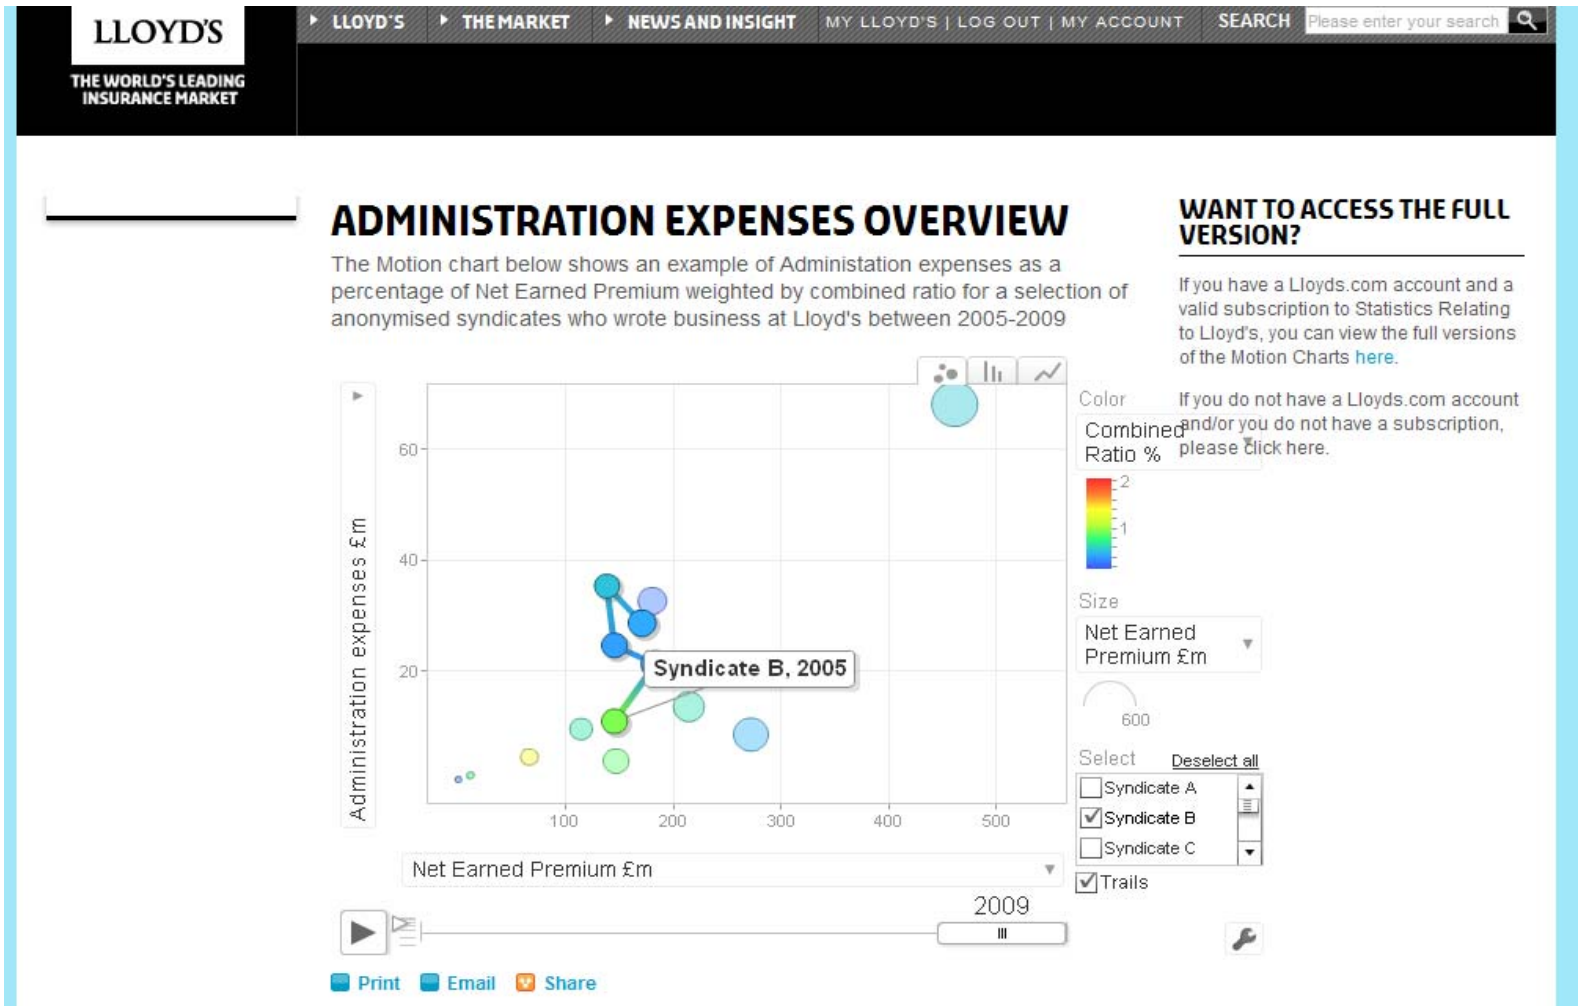 LLOYD'S
THE WORLD'S LEADING
INSURANCE MARKET
LLOYD'S THE MARKET NEWS AND INSIGHT MY LLOYD'S | LOG OUT | MY ACCOUNT SEARCH Please enter your search
ADMINISTRATION EXPENSES OVERVIEW
The Motion chart below shows an example of Administation expenses as a
percentage of Net Earned Premium weighted by combined ratio for a selection of
anonymised syndicates who wrote business at Lloyd's between 2005-2009
WANT TO ACCESS THE FULL
VERSION?
If you have a Lloyds.com account and a
valid subscription to Statistics Relating
to Lloyd's, you can view the full versions
of the Motion Charts here.
If you do not have a Lloyds.com account
and/or you do not have a subscription,
please click here.
Administration expenses £m
60
40
20
Syndicate B, 2005
100 200 300 400 500
Net Earned Premium £m
2009
Color
Combined
Ratio %
2
1
Size
Net Earned
Premium £m
600
Select Deselect all
Syndicate A
Syndicate B
Syndicate C
Trails
Print Email Share